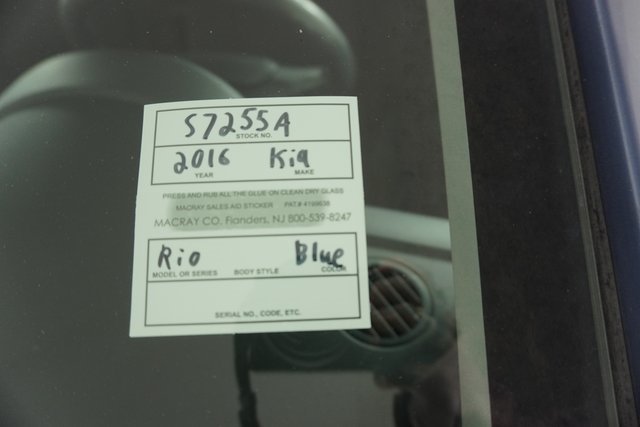 S7255A
STOCK NO.
2016 Kia
YEAR MAKE
PRESS AND RUB ALL THE GLUE ON CLEAN DRY GLASS
MACRAY SALES AID STICKER PAT# 4199638
MACRAY CO. Flanders, NJ 800-539-8247
Rio Blue
MODEL OR SERIES BODY STYLE COLOR
SERIAL NO., CODE, ETC.